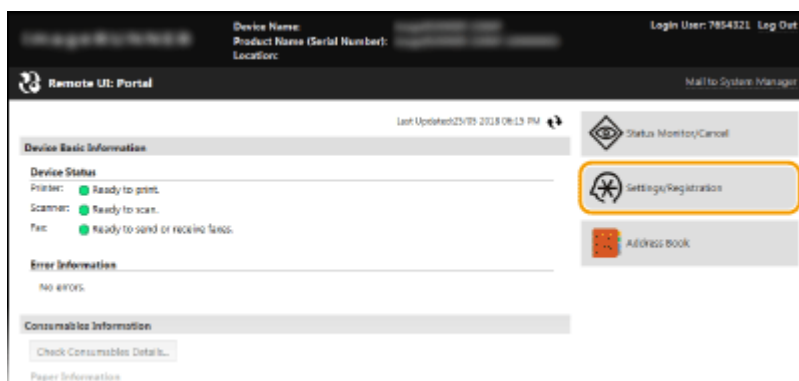 Device Name:
Product Name (Serial Number):
Location:
Login User: 7654321 Log Out
Remote UI: Portal
Mail to System Manager
Last Updated:25/05 2018 06:15 PM
Device Basic Information
Device Status
Printer: Ready to print.
Scanner: Ready to scan.
Fax: Ready to send or receive faxes.
Error Information
No errors.
Consumables Information
Check Consumables Details...
Paper Information
Status Monitor/Cancel
Settings/Registration
Address Book